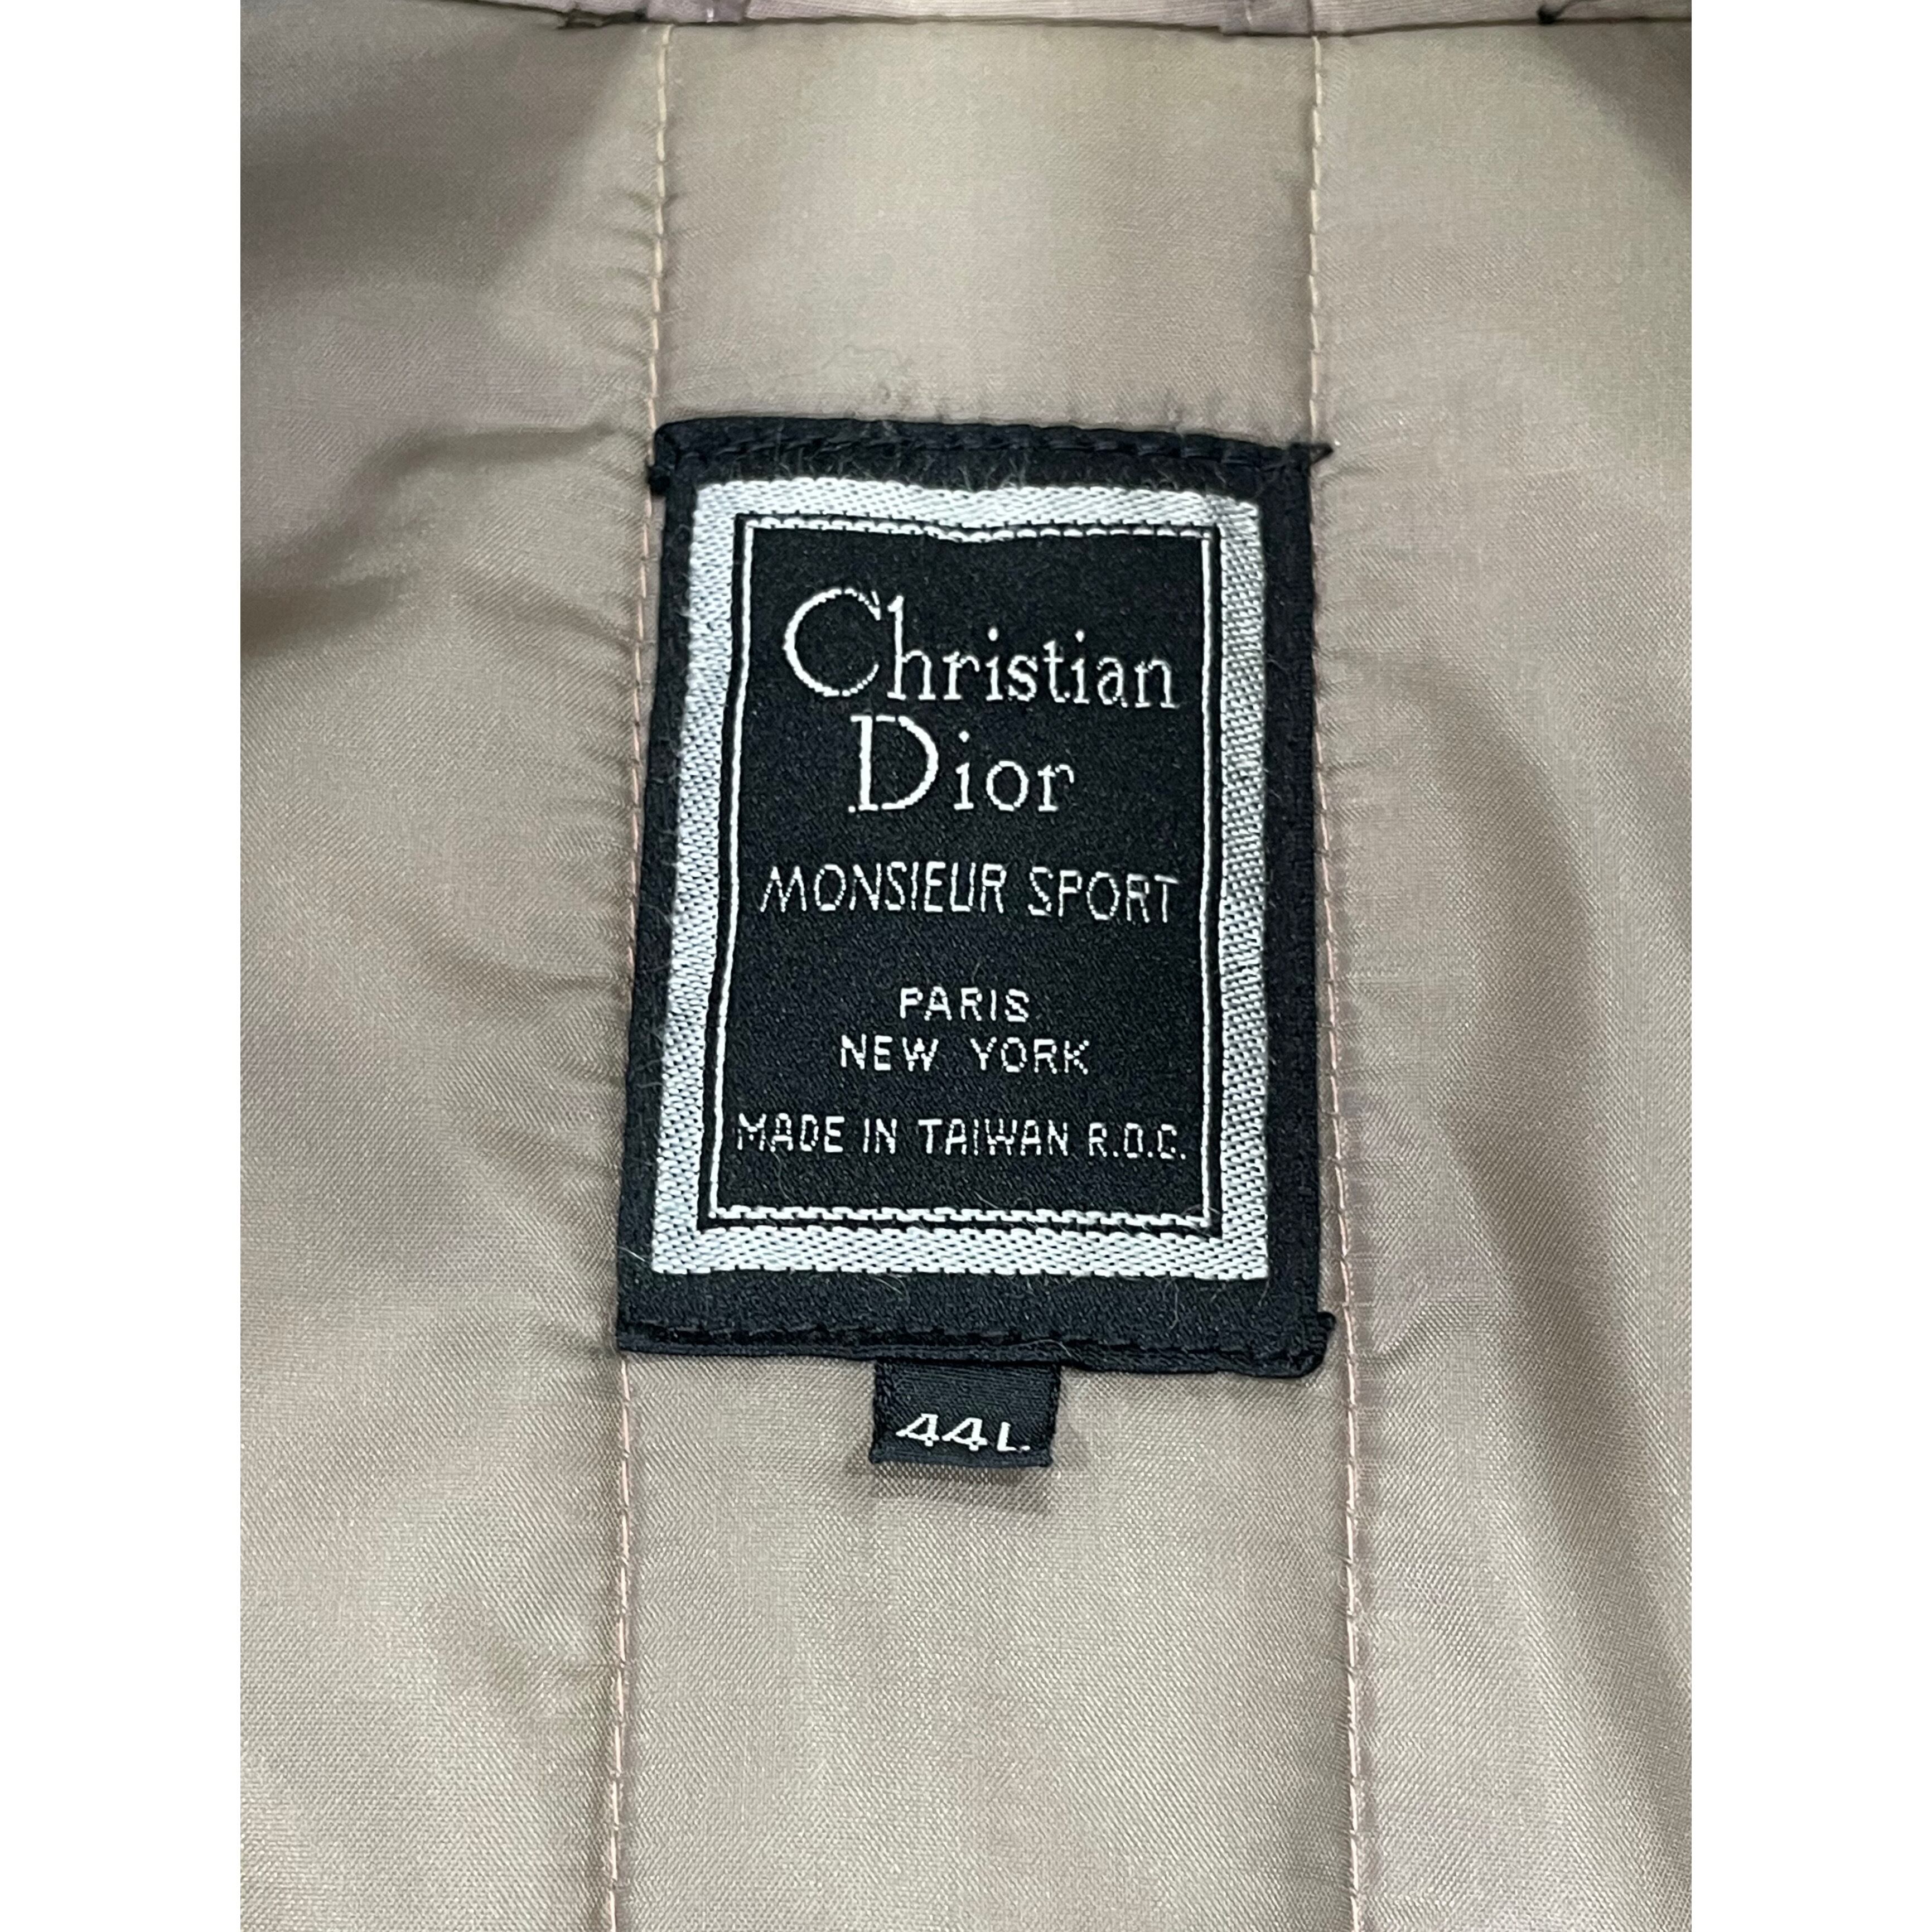 Christian
Dior
MONSIEUR SPORT
PARIS
NEW YORK
MADE IN TAIWAN R.O.C.
44L